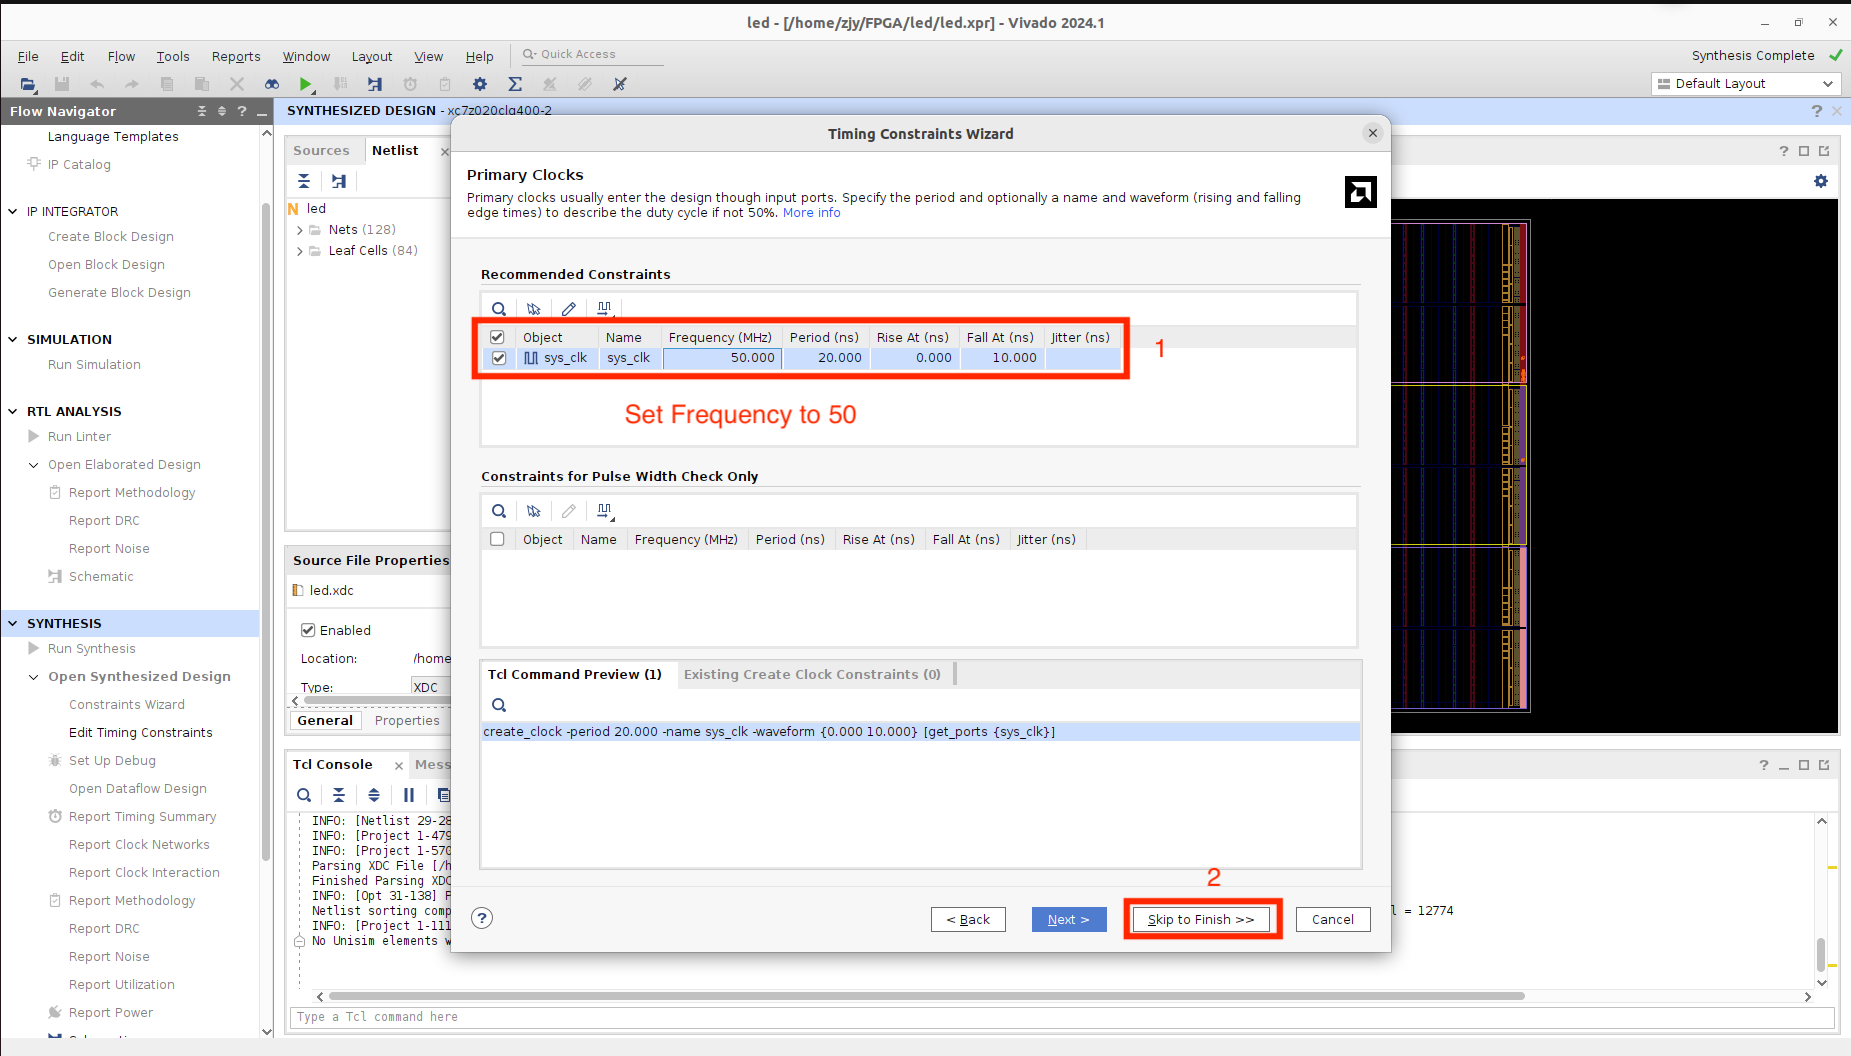 led - [/home/zjy/FPGA/led/led.xpr] - Vivado 2024.1
File Edit Flow Tools Reports Window Layout View Help Quick Access
Synthesis Complete
Default Layout
Flow Navigator
SYNTHESIZED DESIGN - xc7z020clg400-2
Language Templates
IP Catalog
IP INTEGRATOR
Create Block Design
Open Block Design
Generate Block Design
SIMULATION
Run Simulation
RTL ANALYSIS
Run Linter
Open Elaborated Design
Report Methodology
Report DRC
Report Noise
Schematic
SYNTHESIS
Run Synthesis
Open Synthesized Design
Constraints Wizard
Edit Timing Constraints
Set Up Debug
Open Dataflow Design
Report Timing Summary
Report Clock Networks
Report Clock Interaction
Report Methodology
Report DRC
Report Noise
Report Utilization
Report Power
Sources Netlist
led
Nets (128)
Leaf Cells (84)
Source File Properties
led.xdc
Enabled
Location: /home
Type: XDC
General Properties
Tcl Console Mess
INFO: [Netlist 29-28
INFO: [Project 1-479
INFO: [Project 1-570
Parsing XDC File [/h
Finished Parsing XDC
INFO: [Opt 31-138] P
Netlist sorting comp
l = 12774
INFO: [Project 1-111
No Unisim elements w
Type a Tcl command here
Timing Constraints Wizard
Primary Clocks
Primary clocks usually enter the design though input ports. Specify the period and optionally a name and waveform (rising and falling
edge times) to describe the duty cycle if not 50%. More info
Recommended Constraints
Object Name Frequency (MHz) Period (ns) Rise At (ns) Fall At (ns) Jitter (ns)
sys_clk sys_clk 50.000 20.000 0.000 10.000
1
Set Frequency to 50
Constraints for Pulse Width Check Only
Object Name Frequency (MHz) Period (ns) Rise At (ns) Fall At (ns) Jitter (ns)
Tcl Command Preview (1) Existing Create Clock Constraints (0)
create_clock -period 20.000 -name sys_clk -waveform {0.000 10.000} [get_ports {sys_clk}]
2
< Back Next > Skip to Finish >> Cancel